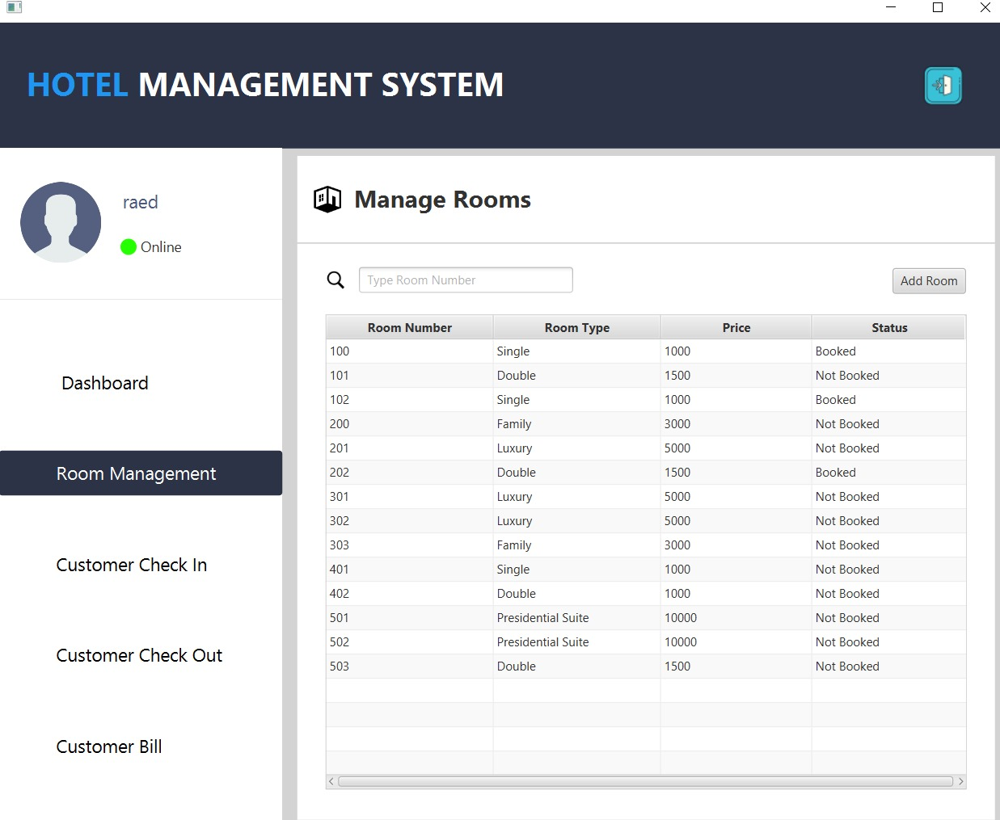 HOTEL MANAGEMENT SYSTEM
raed
Online
Dashboard
Room Management
Customer Check In
Customer Check Out
Customer Bill
Manage Rooms
Type Room Number
Add Room
Room Number Room Type Price Status
100 Single 1000 Booked
101 Double 1500 Not Booked
102 Single 1000 Booked
200 Family 3000 Not Booked
201 Luxury 5000 Not Booked
202 Double 1500 Booked
301 Luxury 5000 Not Booked
302 Luxury 5000 Not Booked
303 Family 3000 Not Booked
401 Single 1000 Not Booked
402 Double 1000 Not Booked
501 Presidential Suite 10000 Not Booked
502 Presidential Suite 10000 Not Booked
503 Double 1500 Not Booked